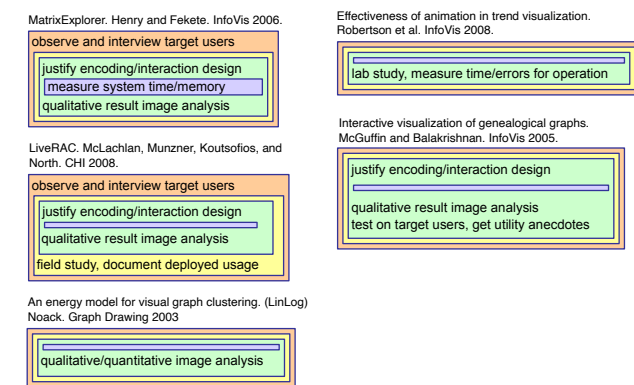 MatrixExplorer. Henry and Fekete. InfoVis 2006.
observe and interview target users
justify encoding/interaction design
measure system time/memory
qualitative result image analysis
LiveRAC. McLachlan, Munzner, Koutsofios, and
North. CHI 2008.
observe and interview target users
justify encoding/interaction design
qualitative result image analysis
field study, document deployed usage
An energy model for visual graph clustering. (LinLog)
Noack. Graph Drawing 2003
qualitative/quantitative image analysis
Effectiveness of animation in trend visualization.
Robertson et al. InfoVis 2008.
lab study, measure time/errors for operation
Interactive visualization of genealogical graphs.
McGuffin and Balakrishnan. InfoVis 2005.
justify encoding/interaction design
qualitative result image analysis
test on target users, get utility anecdotes